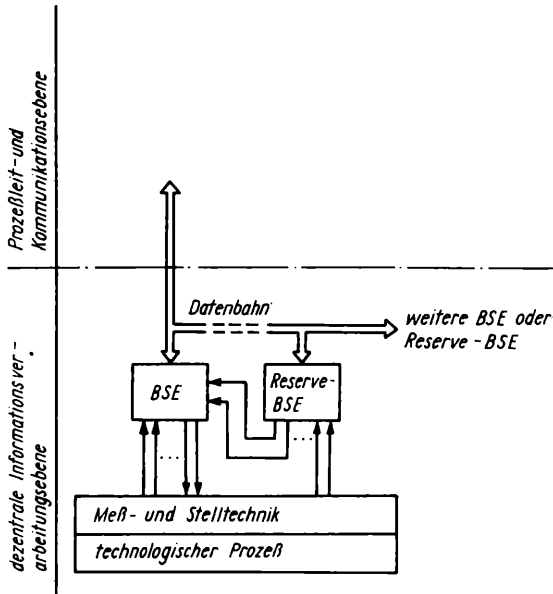 Prozeßleit- und
Kommunikationsebene
Datenbahn
weitere BSE oder
Reserve - BSE
BSE
Reserve-
BSE
dezentrale Informationsver-
arbeitungsebene
Meß- und Stelltechnik
technologischer Prozeß